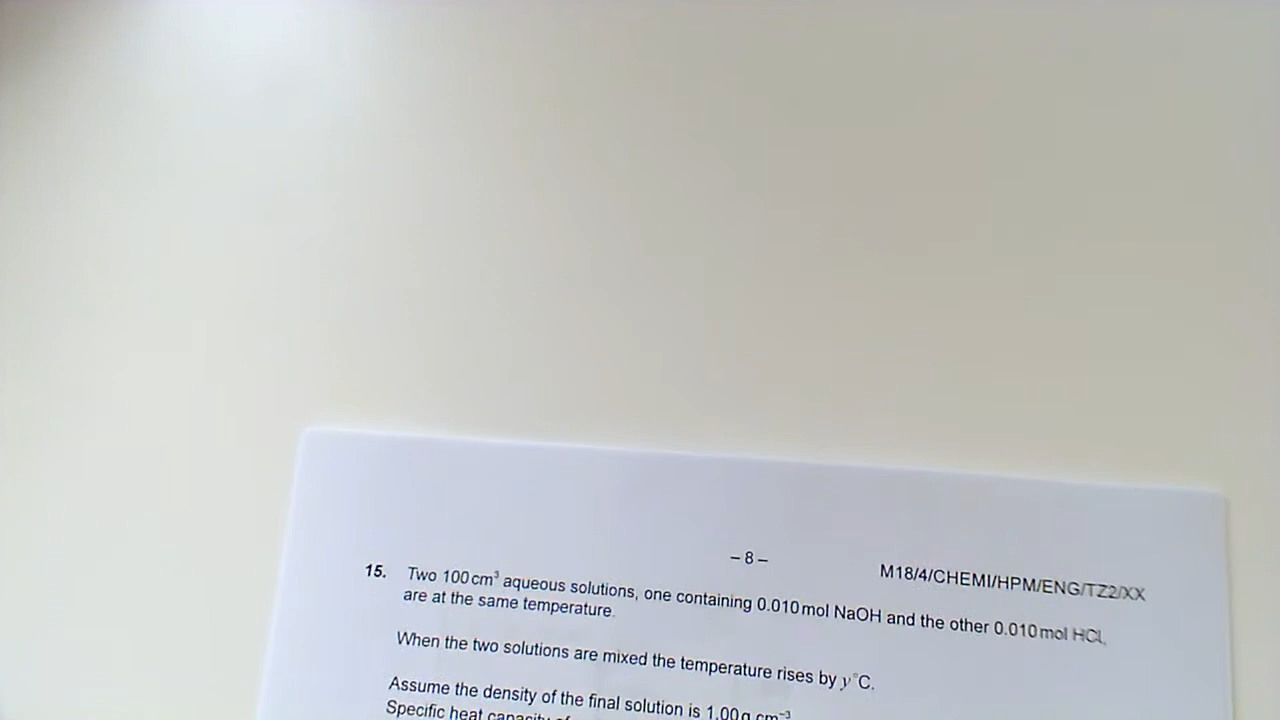 – 8 –
M18/4/CHEMI/HPM/ENG/TZ2/XX
15. Two 100 cm³ aqueous solutions, one containing 0.010 mol NaOH and the other 0.010 mol HCl,
are at the same temperature.
When the two solutions are mixed the temperature rises by y °C.
Assume the density of the final solution is 1.00 g cm⁻³
Specific heat capacity of